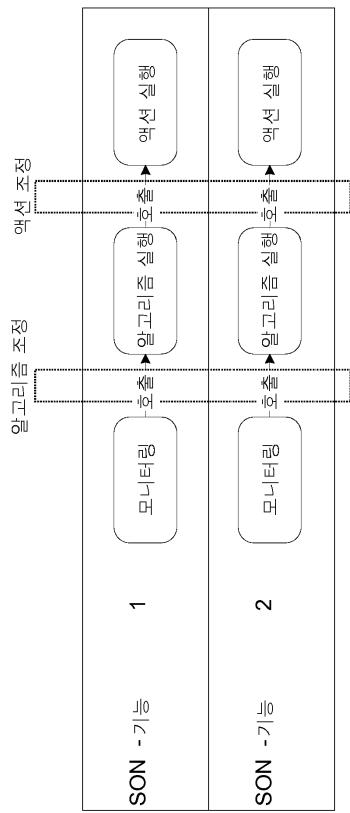 알고리즘 조정
액션 조정
SON - 기능 1
모니터링
호출
알고리즘 실행
호출
액션 실행
SON - 기능 2
모니터링
호출
알고리즘 실행
호출
액션 실행